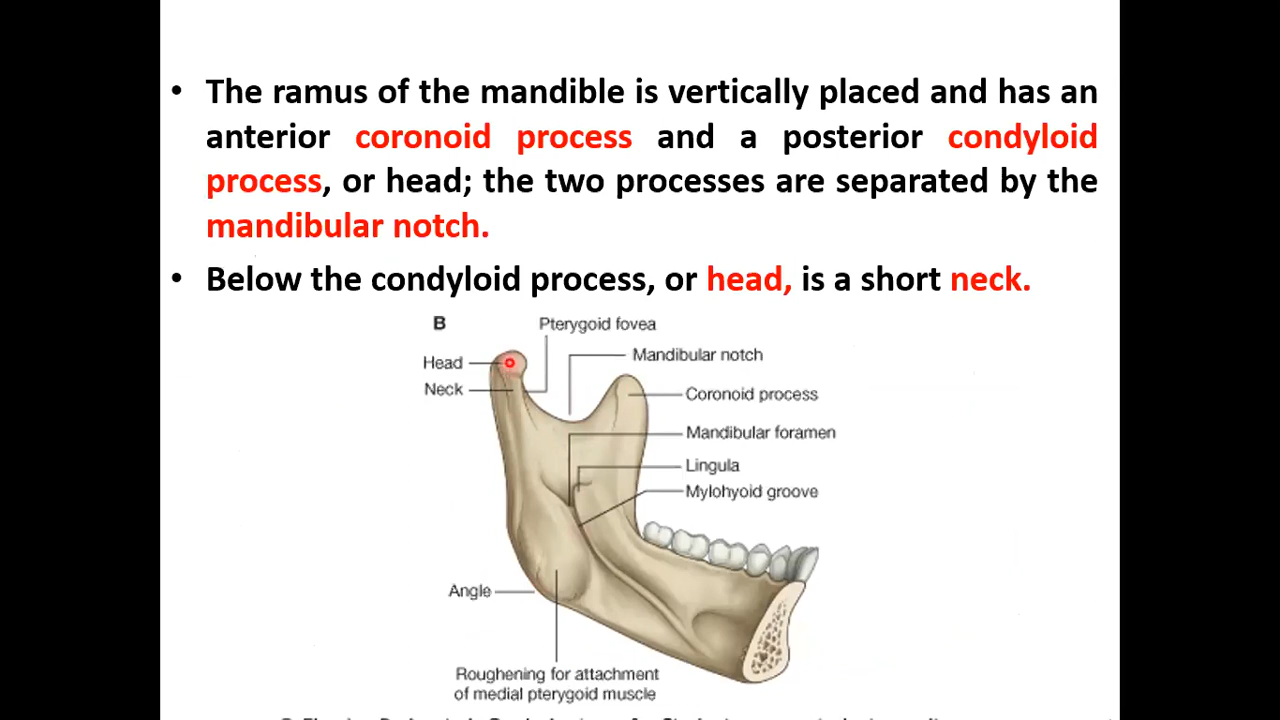 • The ramus of the mandible is vertically placed and has an
anterior coronoid process and a posterior condyloid
process, or head; the two processes are separated by the
mandibular notch.
• Below the condyloid process, or head, is a short neck.
B
Pterygoid fovea
Head
Mandibular notch
Neck
Coronoid process
Mandibular foramen
Lingula
Mylohyoid groove
Angle
Roughening for attachment
of medial pterygoid muscle